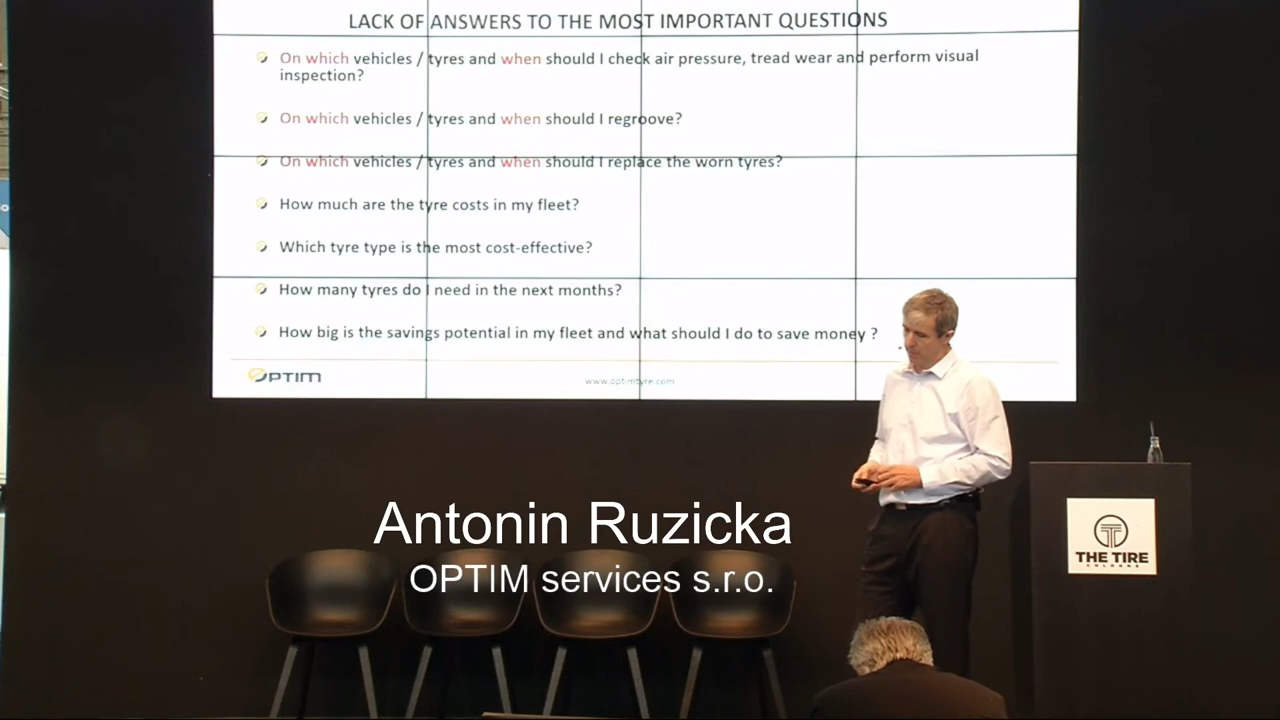 LACK OF ANSWERS TO THE MOST IMPORTANT QUESTIONS
On which vehicles / tyres and when should I check air pressure, tread wear and perform visual
inspection?
On which vehicles / tyres and when should I regroove?
On which vehicles / tyres and when should I replace the worn tyres?
How much are the tyre costs in my fleet?
Which tyre type is the most cost-effective?
How many tyres do I need in the next months?
How big is the savings potential in my fleet and what should I do to save money ?
OPTIM
www.optimtyre.com
Antonin Ruzicka
OPTIM services s.r.o.
THE TIRE
COLOGNE